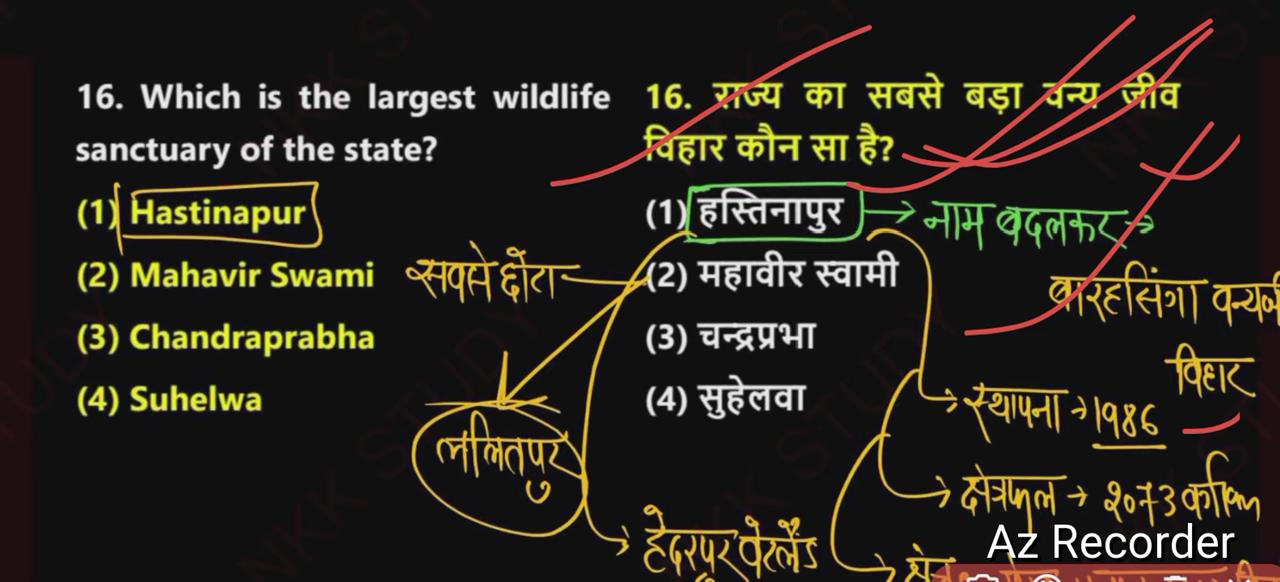 16. Which is the largest wildlife
sanctuary of the state?
(1) Hastinapur
(2) Mahavir Swami
(3) Chandraprabha
(4) Suhelwa
16. राज्य का सबसे बड़ा वन्य जीव
विहार कौन सा है?
(1) हस्तिनापुर → नाम बदलकर →
बारहसिंगा
विहार
सबसे छोटा (2) महावीर स्वामी
(3) चन्द्रप्रभा
(4) सुहेलवा
ललितपुर
स्थापना → 1986
क्षेत्रफल → 2073
हैदरपुर वेटलैंड
Az Recorder